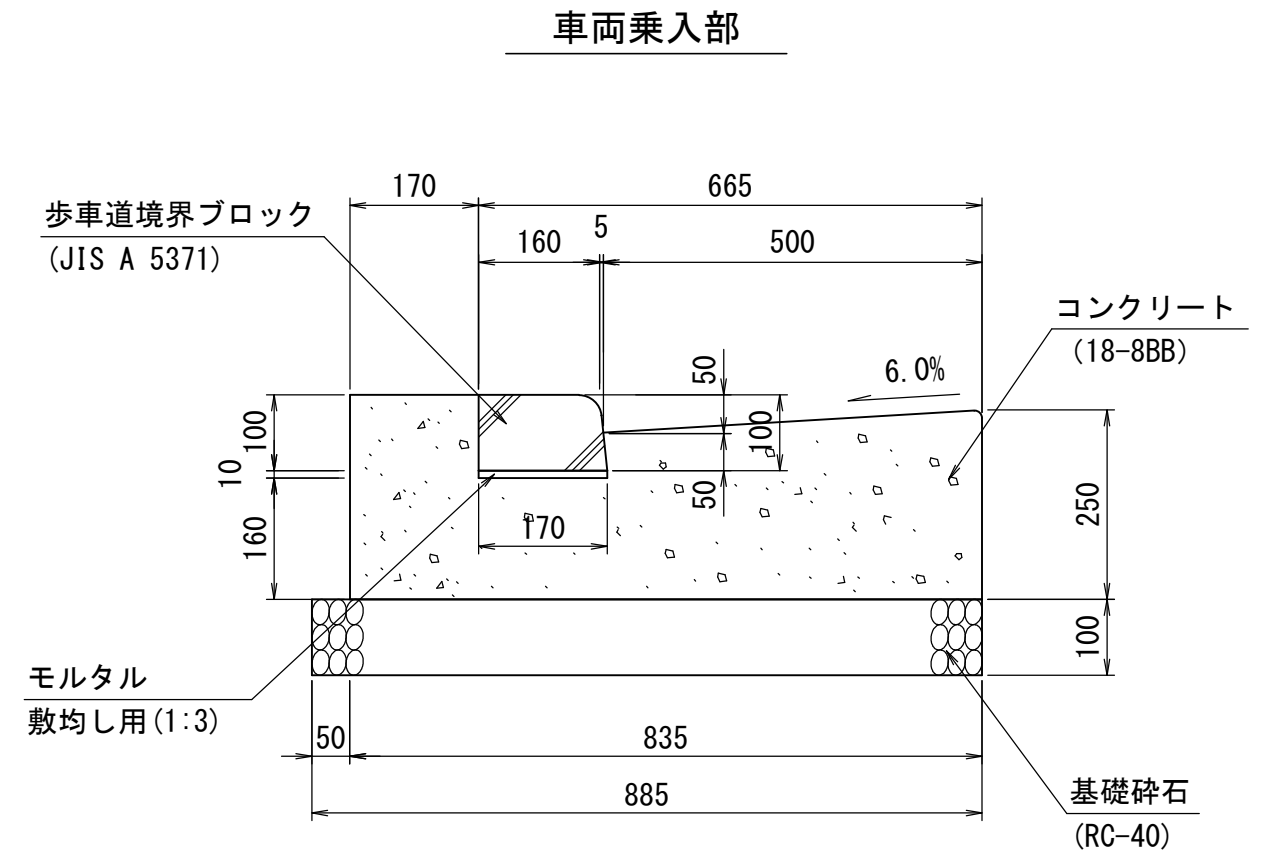 車両乗入部
170
665
歩車道境界ブロック
(JIS A 5371)
5
160
500
コンクリート
(18-8BB)
50
6.0%
100
100
10
50
250
160
170
100
モルタル
敷均し用(1:3)
50
835
885
基礎砕石
(RC-40)